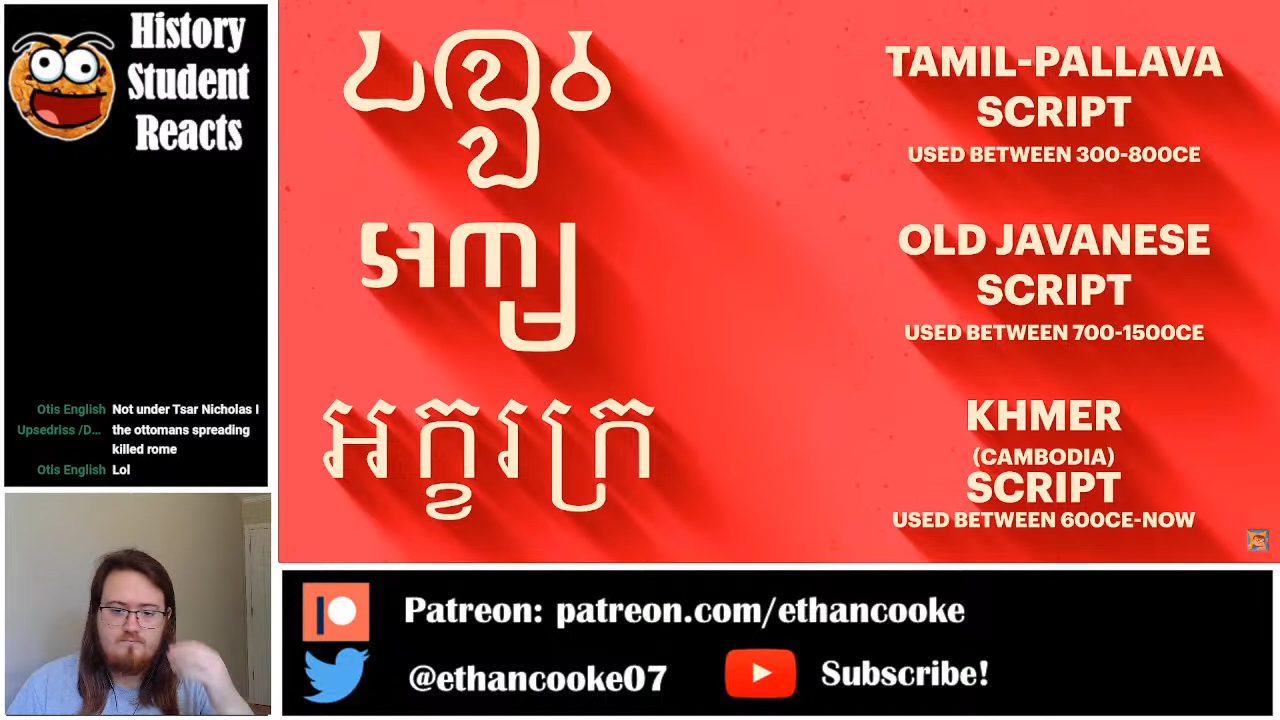 History
Student
Reacts
TAMIL-PALLAVA
SCRIPT
USED BETWEEN 300-800CE
OLD JAVANESE
SCRIPT
USED BETWEEN 700-1500CE
អក្ខរក្រ
KHMER
(CAMBODIA)
SCRIPT
USED BETWEEN 600CE-NOW
Otis English Not under Tsar Nicholas I
Upsedriss /D... the ottomans spreading
killed rome
Otis English Lol
Patreon: patreon.com/ethancooke
@ethancooke07 Subscribe!